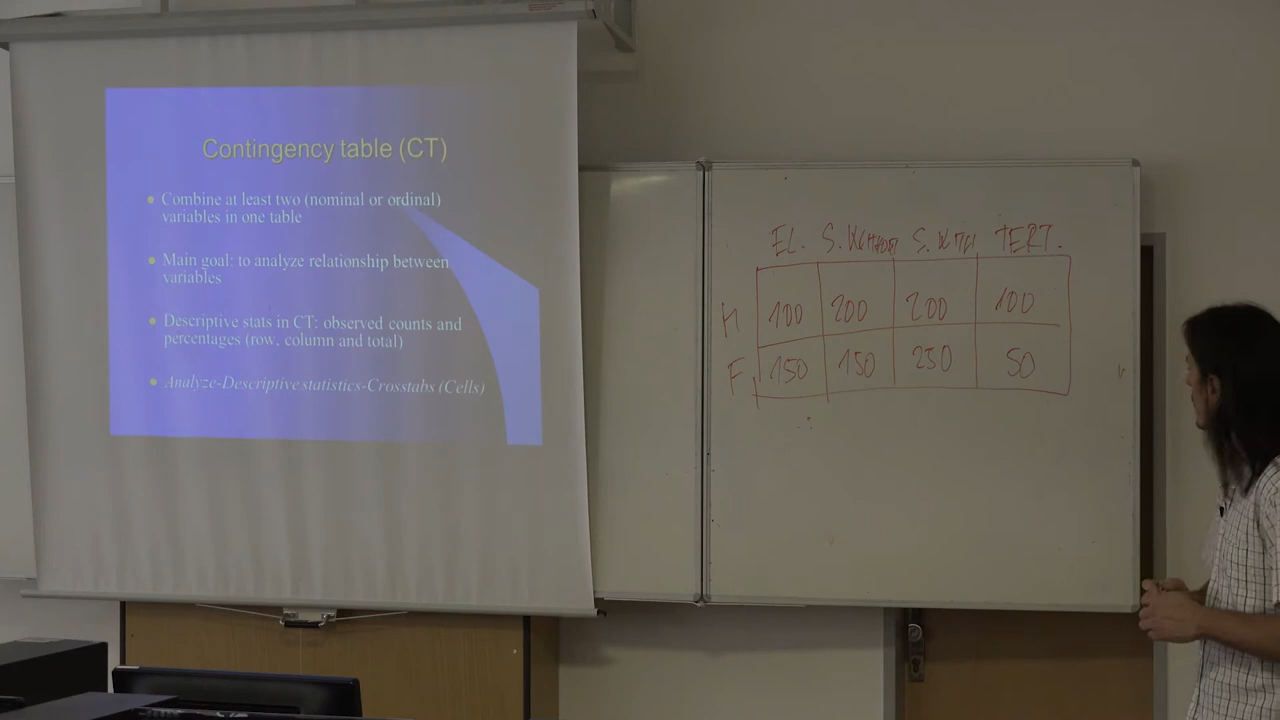 Contingency table (CT)
Combine at least two (nominal or ordinal)
variables in one table
Main goal: to analyze relationship between
variables
Descriptive stats in CT: observed counts and
percentages (row, column and total)
Analyze-Descriptive statistics-Crosstabs (Cells)
EL. S. WITHOUT S. WITH TERT.
100 200 200 100
F 150 150 250 50